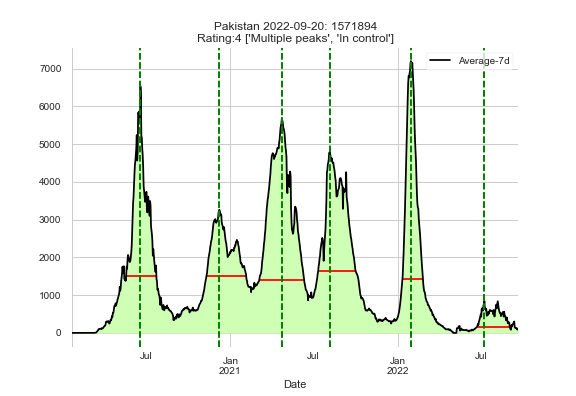 Pakistan 2022-09-20: 1571894
Rating:4 ['Multiple peaks', 'In control']
Average-7d
7000
6000
5000
4000
3000
2000
1000
0
Jul
Jan
2021
Jul
Jan
2022
Jul
Date